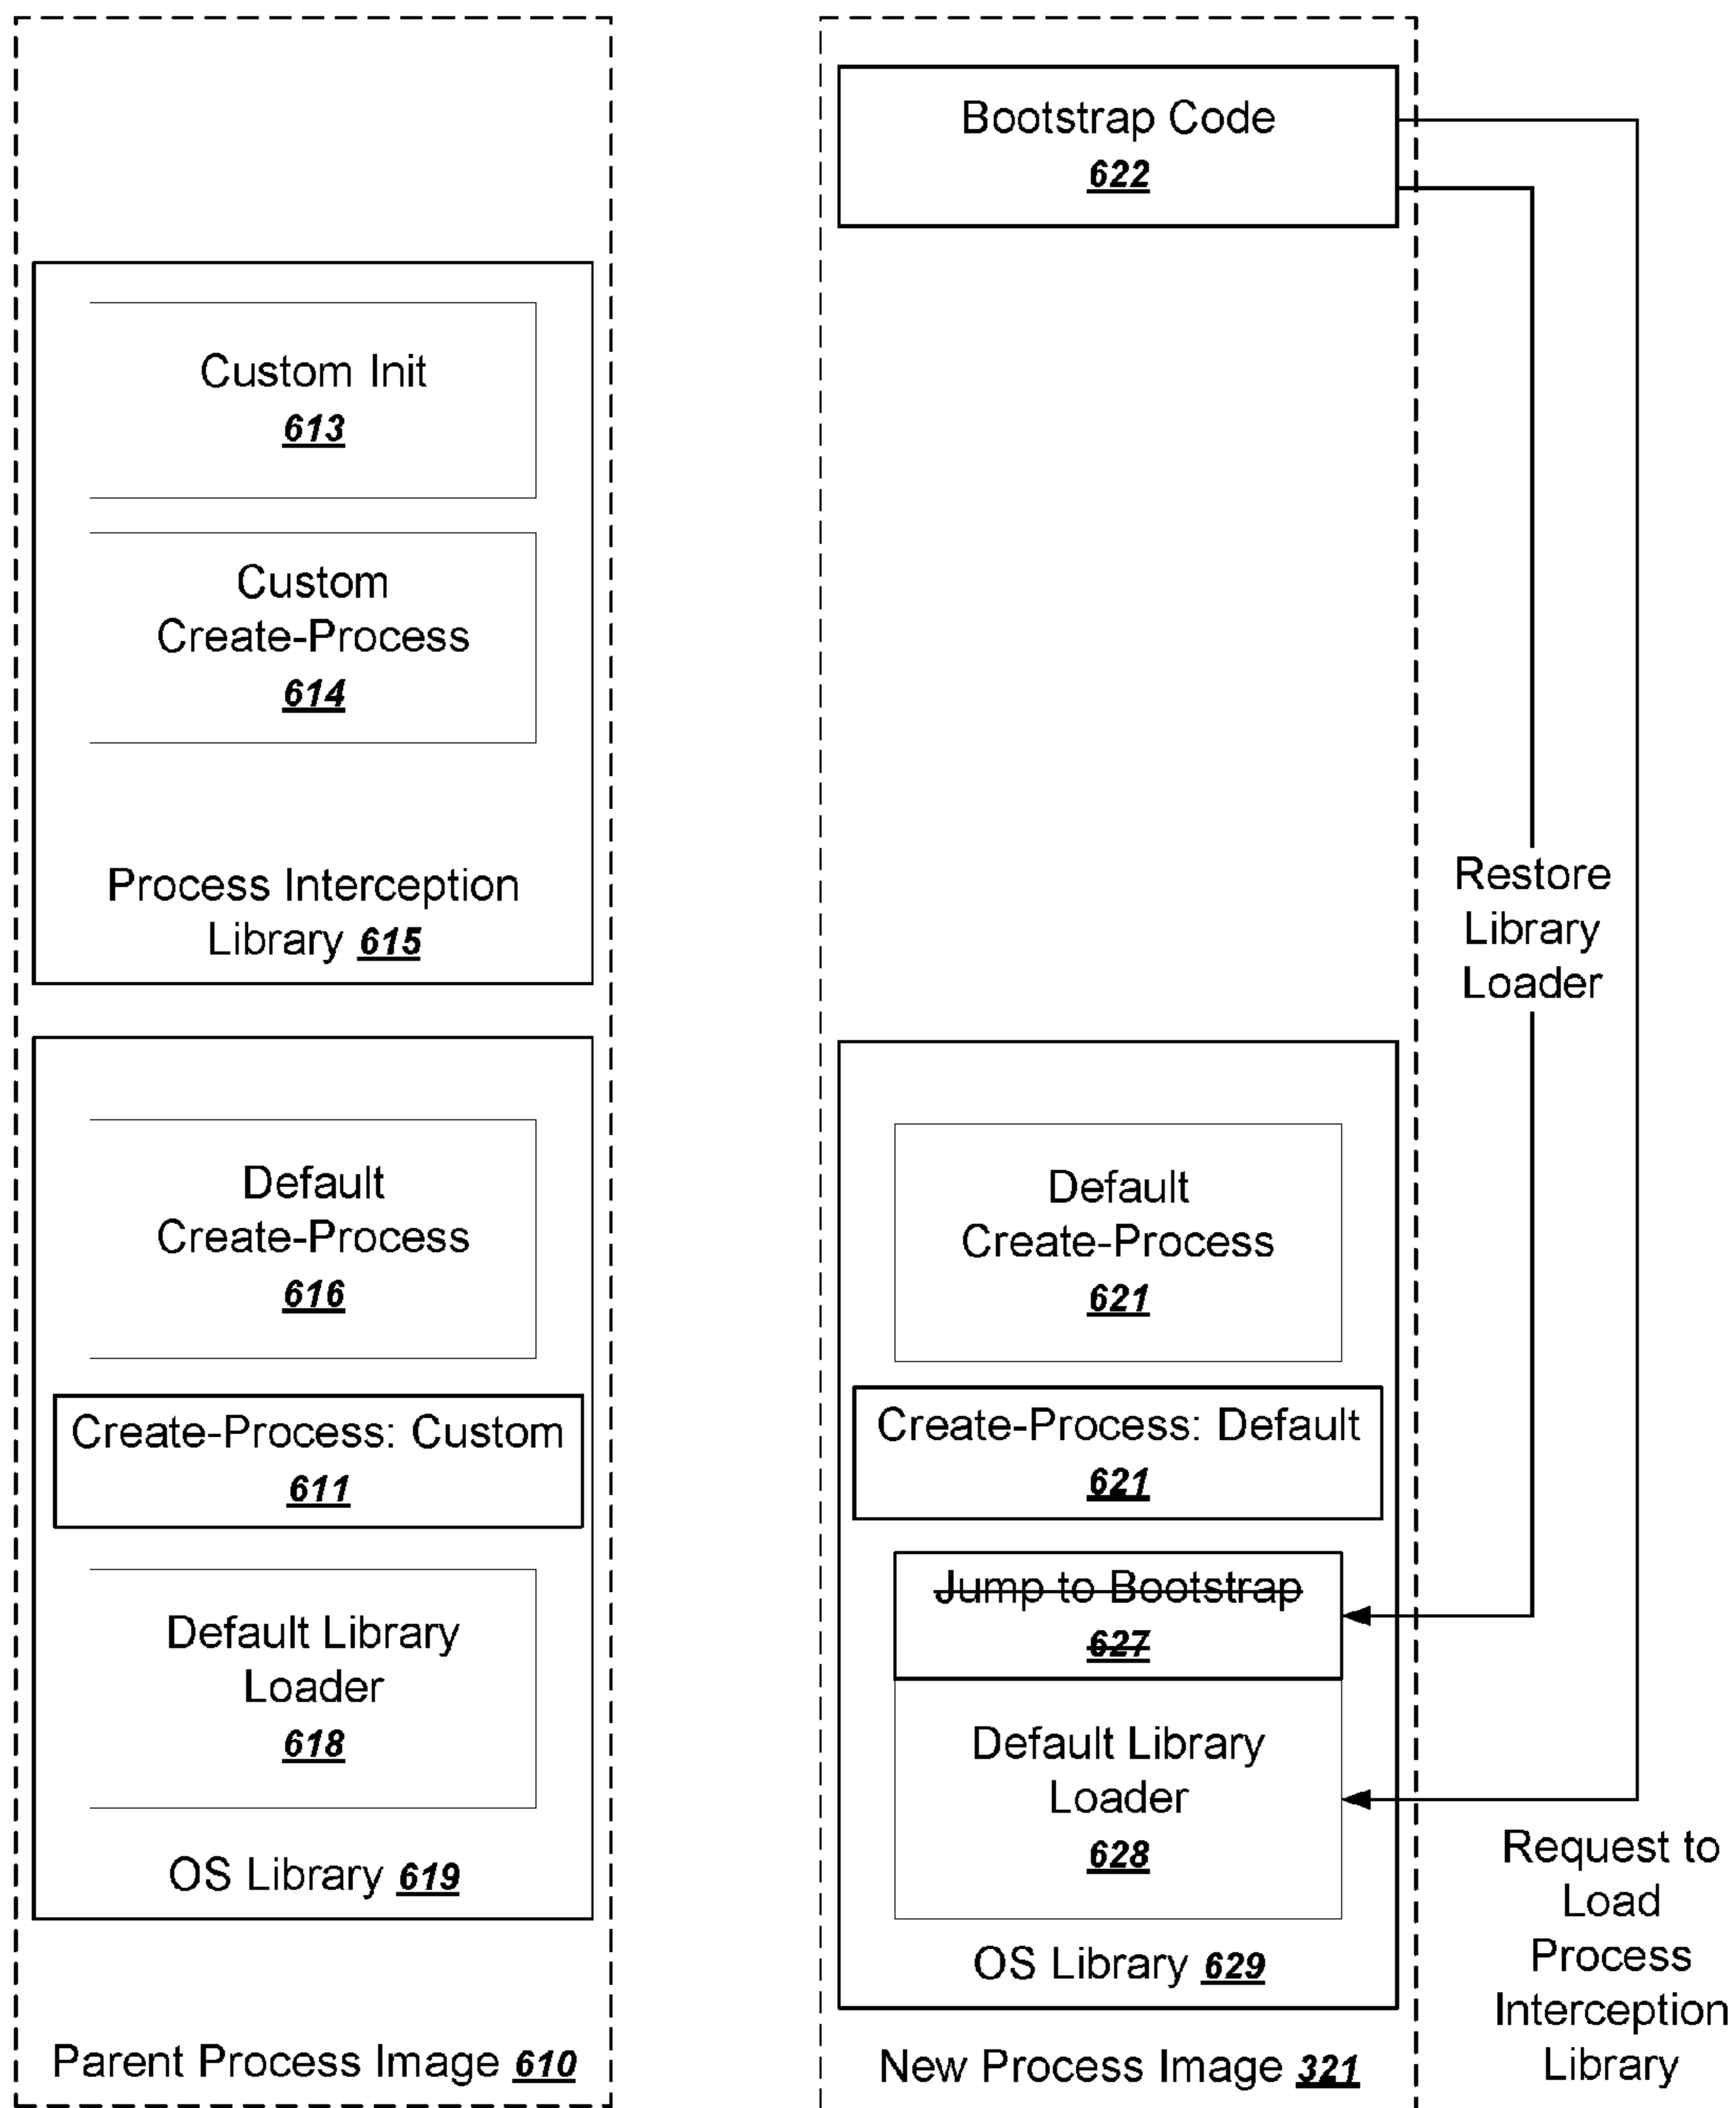 Custom Init
613
Custom
Create-Process
614
Process Interception
Library 615
Default
Create-Process
616
Create-Process: Custom
611
Default Library
Loader
618
OS Library 619
Parent Process Image 610
Bootstrap Code
622
Default
Create-Process
621
Create-Process: Default
621
Jump to Bootstrap
627
Default Library
Loader
628
OS Library 629
New Process Image 321
Restore
Library
Loader
Request to
Load
Process
Interception
Library